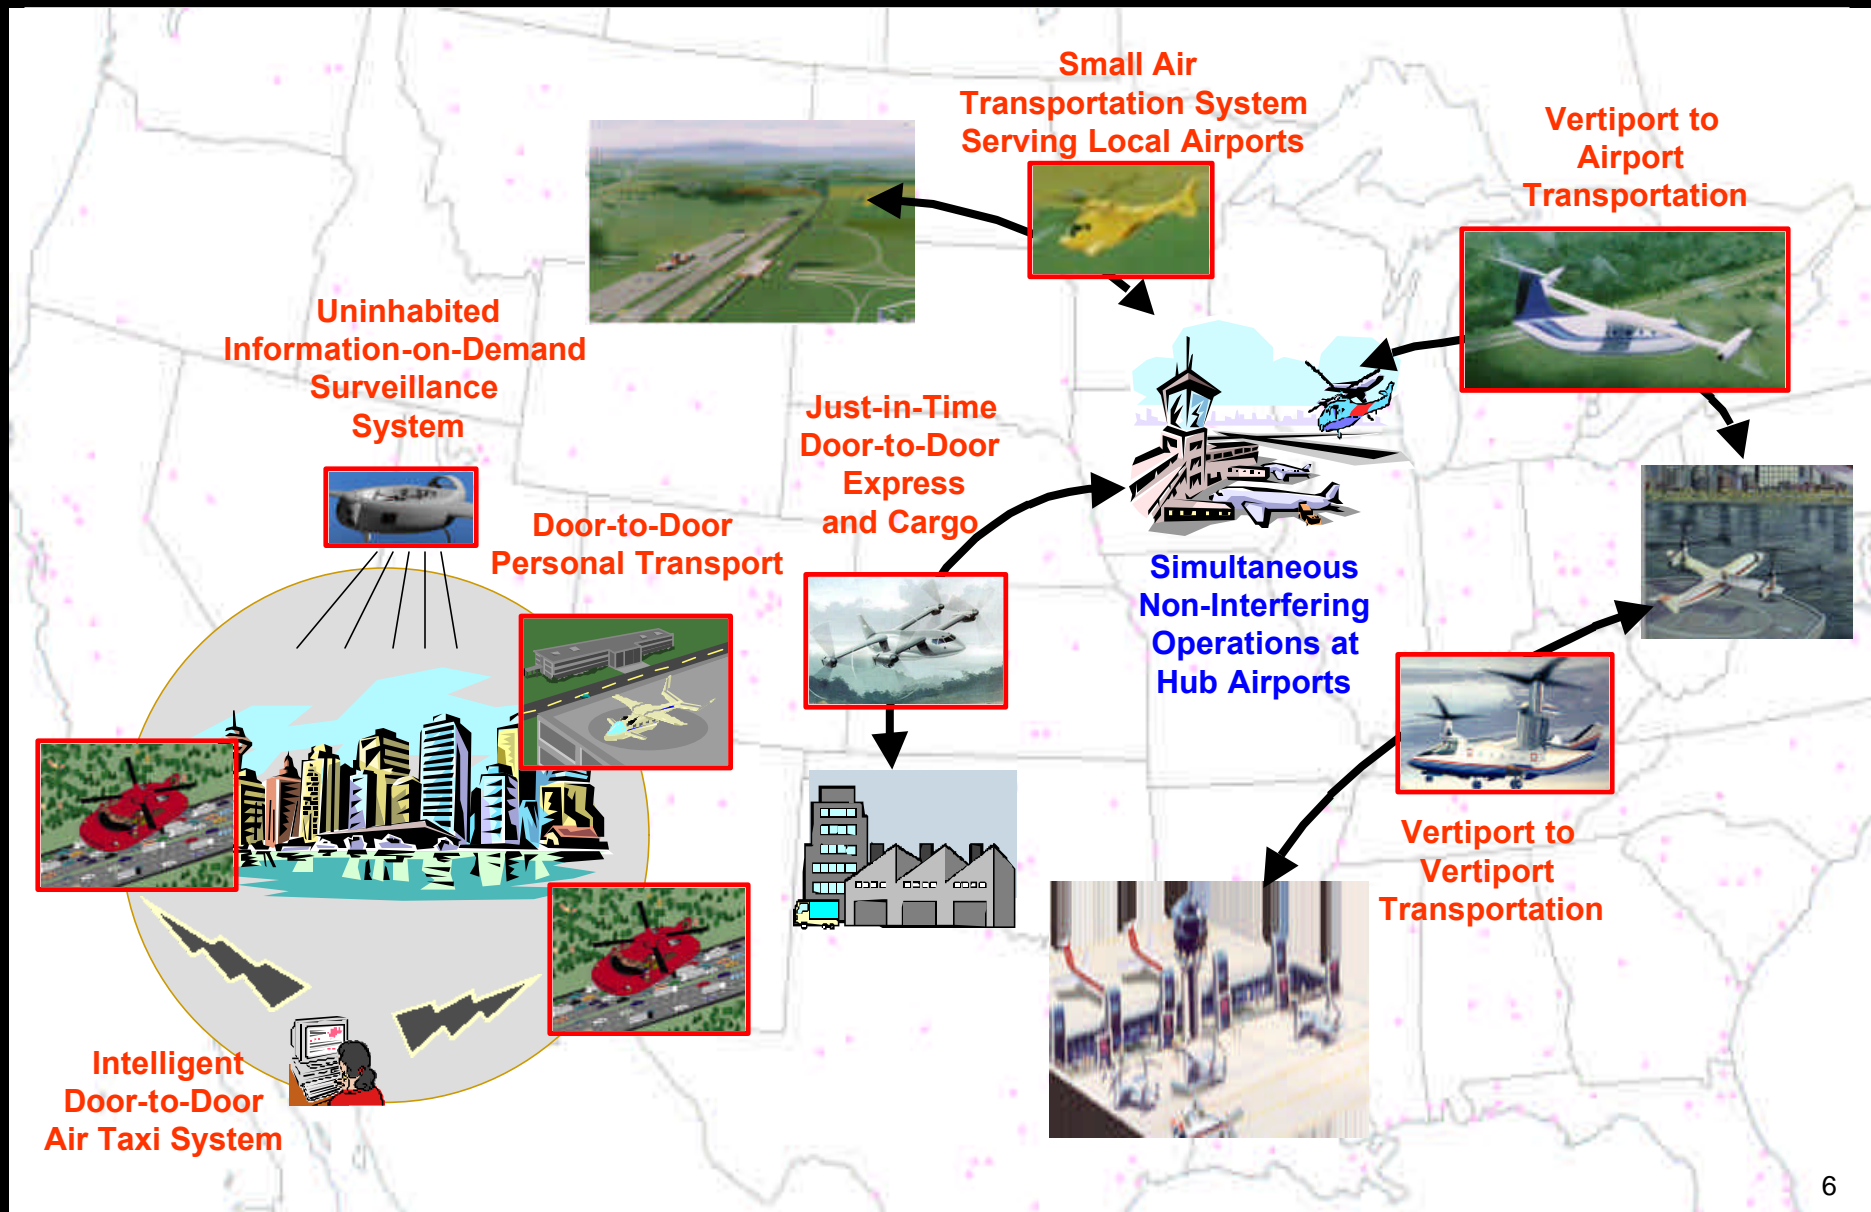 Small Air
Transportation System
Serving Local Airports
Vertiport to
Airport
Transportation
Uninhabited
Information-on-Demand
Surveillance
System
Just-in-Time
Door-to-Door
Express
and Cargo
Door-to-Door
Personal Transport
Simultaneous
Non-Interfering
Operations at
Hub Airports
Vertiport to
Vertiport
Transportation
Intelligent
Door-to-Door
Air Taxi System
6